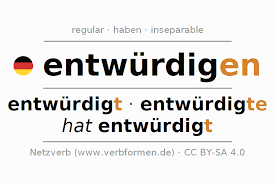 regular · haben · inseparable
entwürdigen
entwürdigt · entwürdigte
hat entwürdigt
Netzverb (www.verbformen.de) · CC BY-SA 4.0